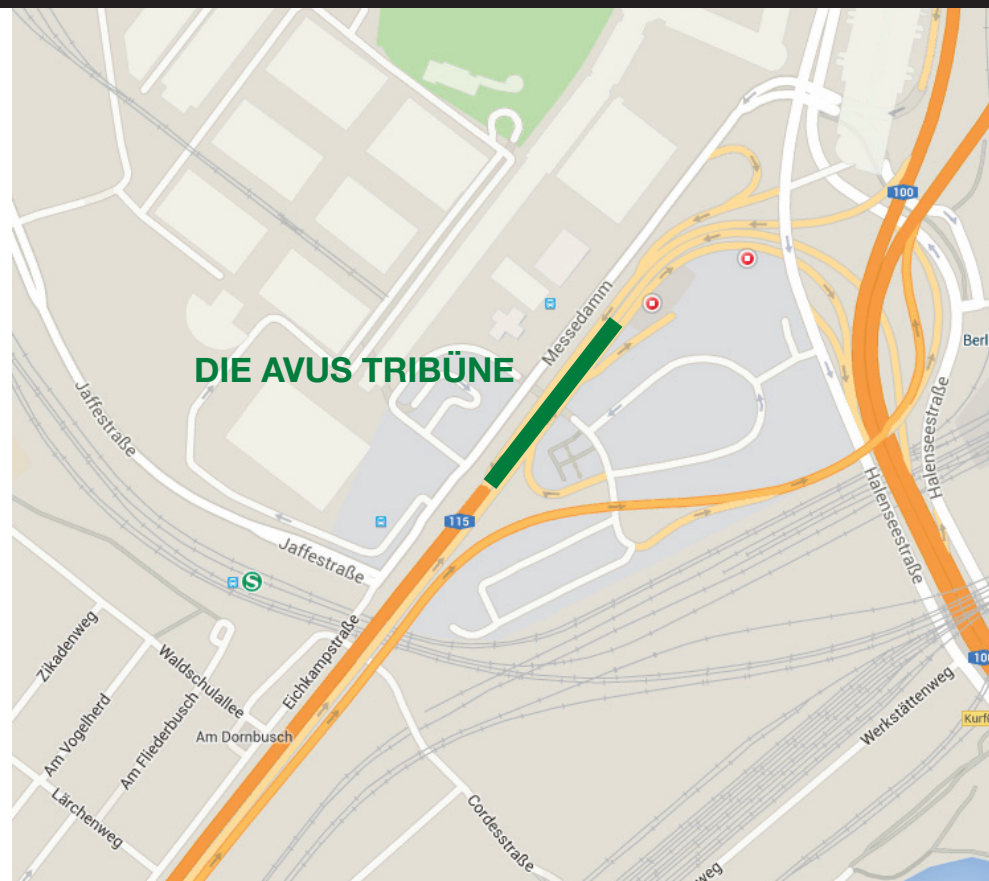 100
Messedamm
DIE AVUS TRIBÜNE
Berl
Jaffestraße
Halenseestraße
115
Halenseestraße
Jaffestraße
S
Zikadenweg
Waldschulallee
Eichkampstraße
100
Am Vogelherd
Am Fliederbusch
Am Dornbusch
Werkstättenweg
Kurfü
Lärchenweg
Cordesstraße
weg